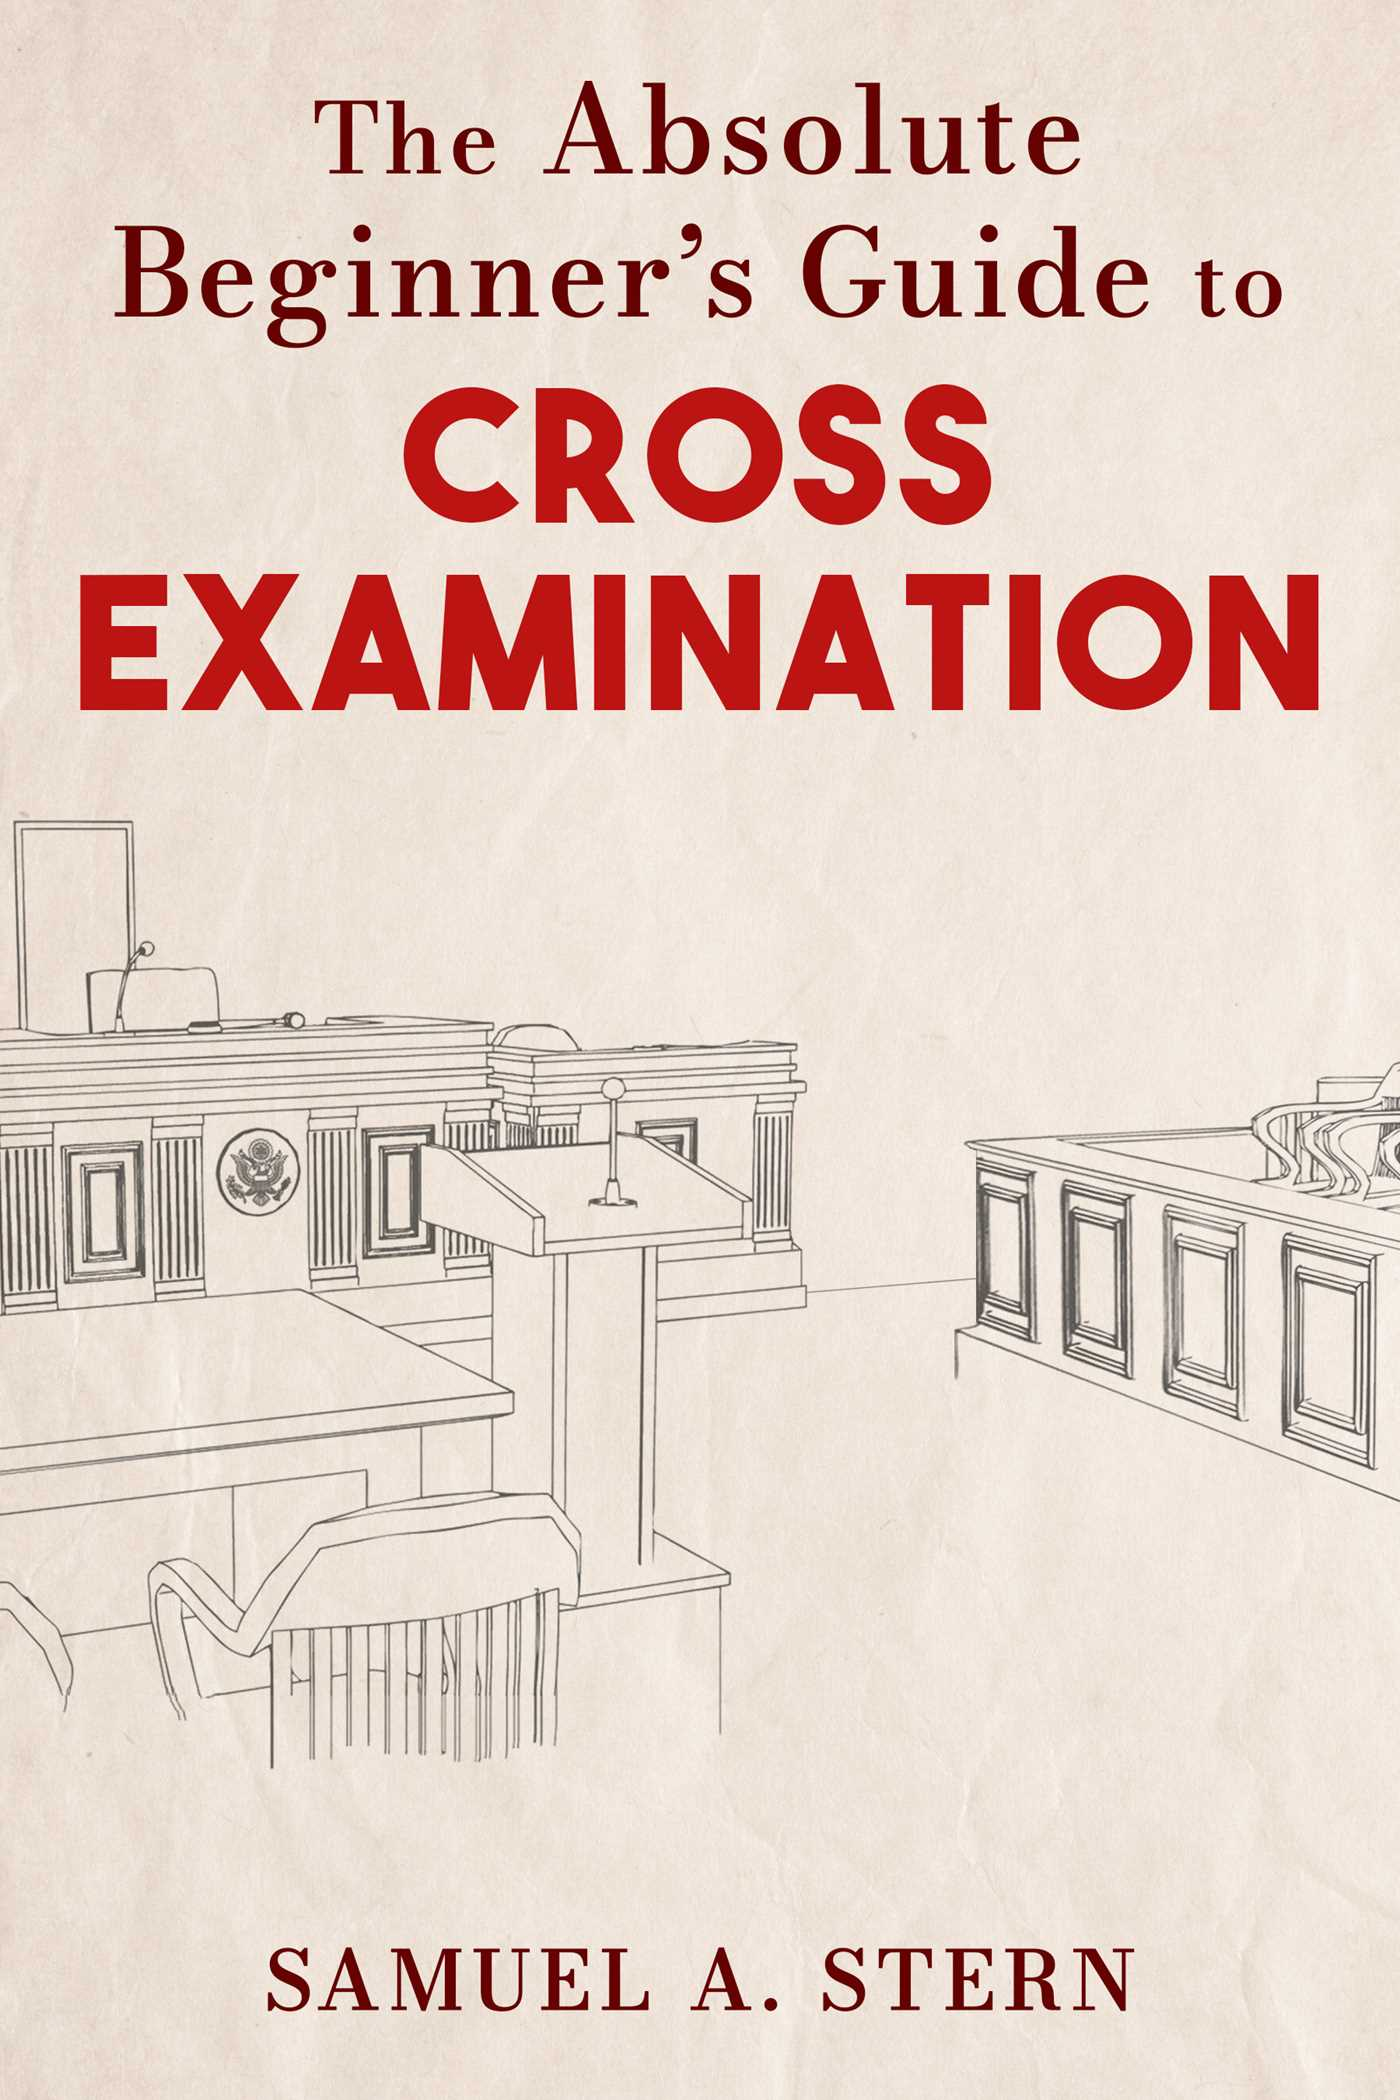 The Absolute
Beginner’s Guide to
CROSS
EXAMINATION
SAMUEL A. STERN